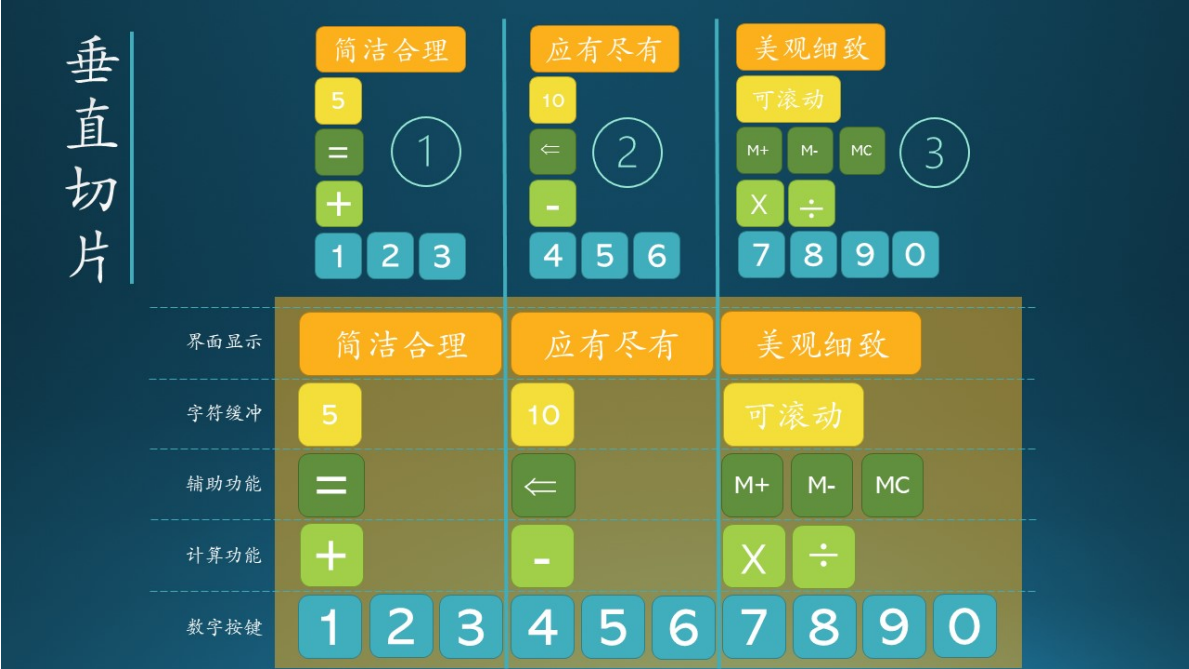 垂直切片
简洁合理
5
=
+
1 2 3
①
应有尽有
10
⇐
-
4 5 6
②
美观细致
可滚动
M+ M- MC
X ÷
7 8 9 0
③
界面显示 简洁合理 应有尽有 美观细致
字符缓冲 5 10 可滚动
辅助功能 = ⇐ M+ M- MC
计算功能 + - X ÷
数字按键 1 2 3 4 5 6 7 8 9 0